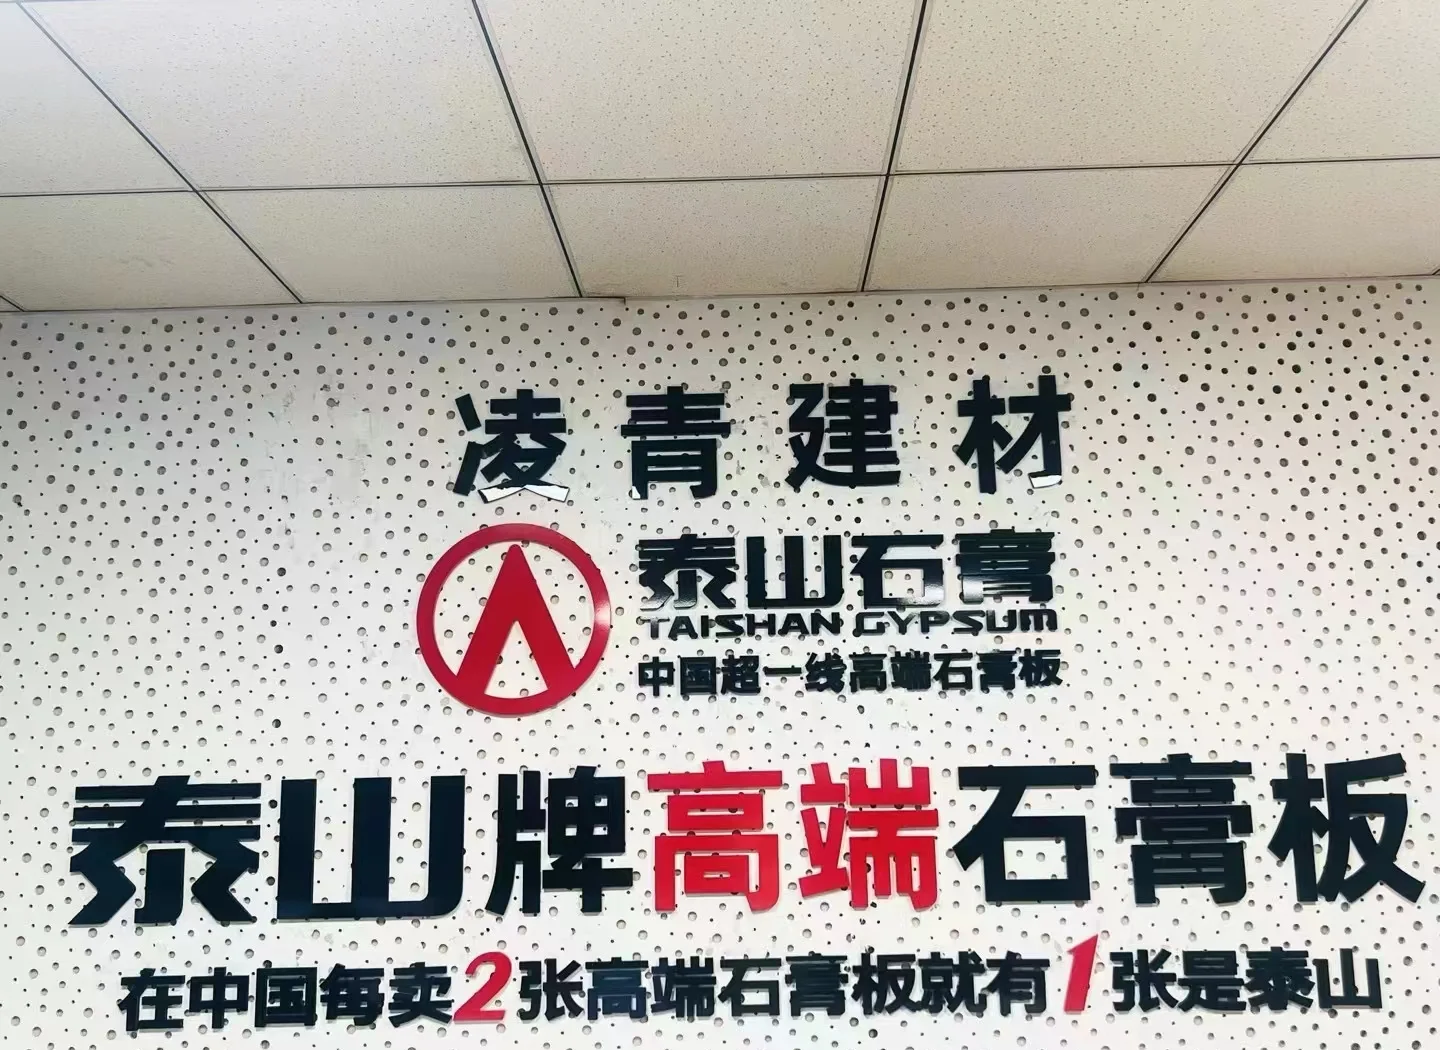 凌青建材
泰山石膏
TAISHAN GYPSUM
中国超一线高端石膏板
泰山牌高端石膏板
在中国每卖2张高端石膏板就有1张是泰山